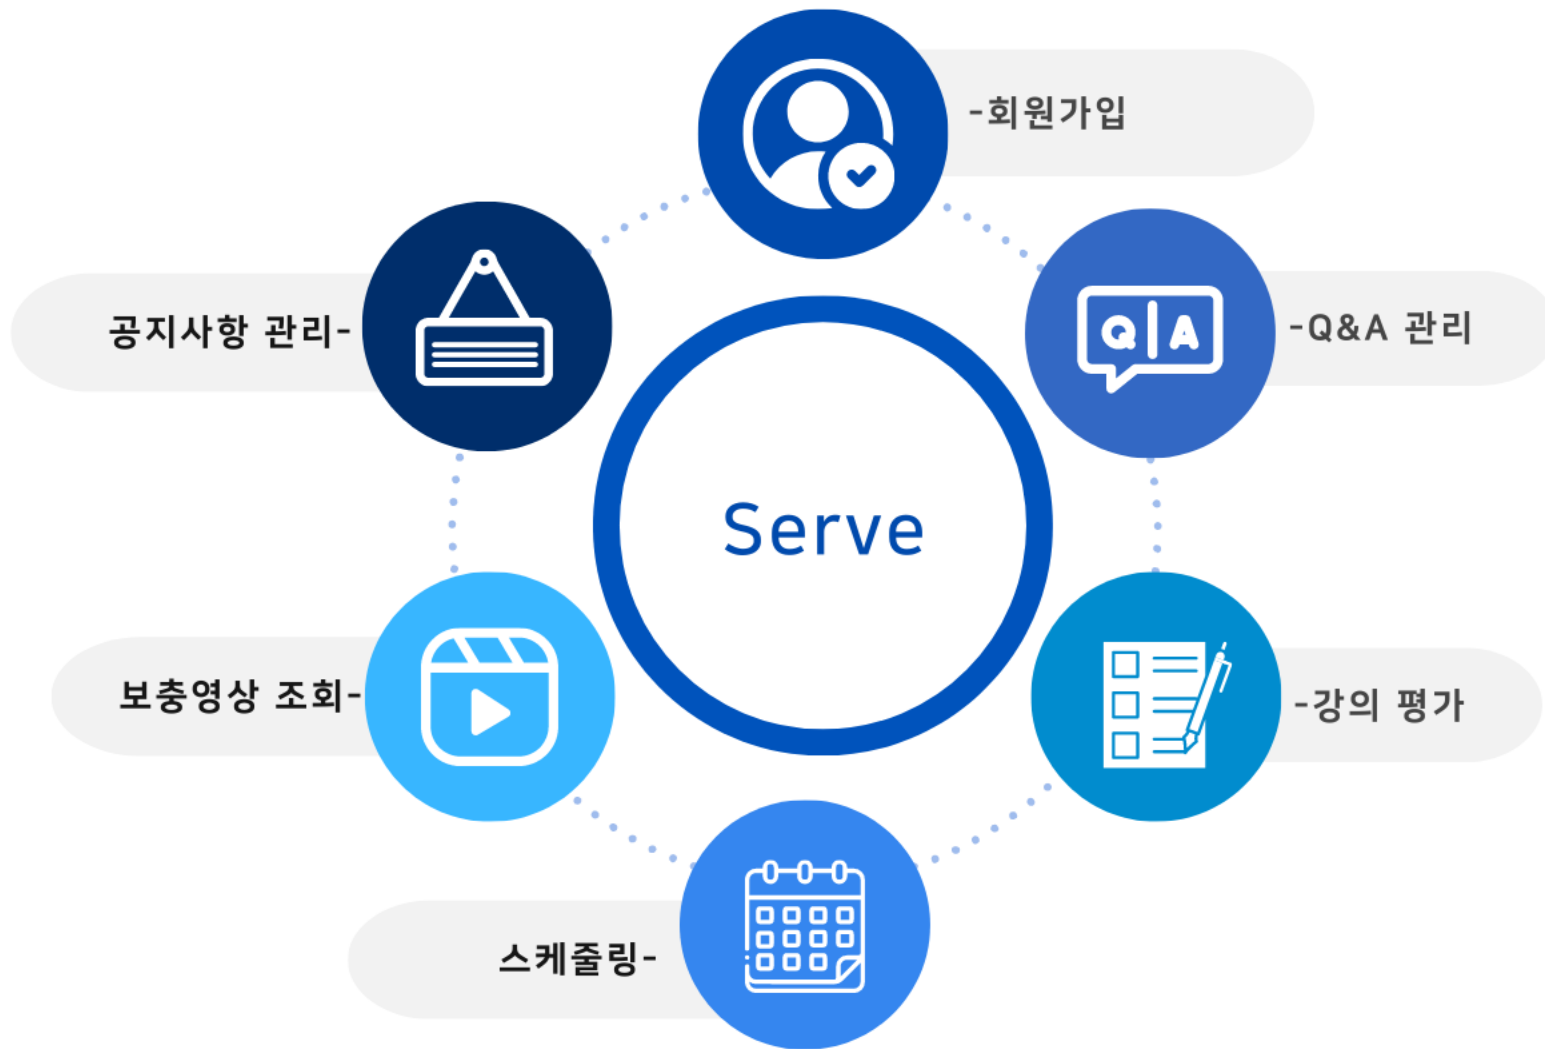 -회원가입
공지사항 관리-
-Q&A 관리
Q|A
Serve
보충영상 조회-
-강의 평가
스케줄링-